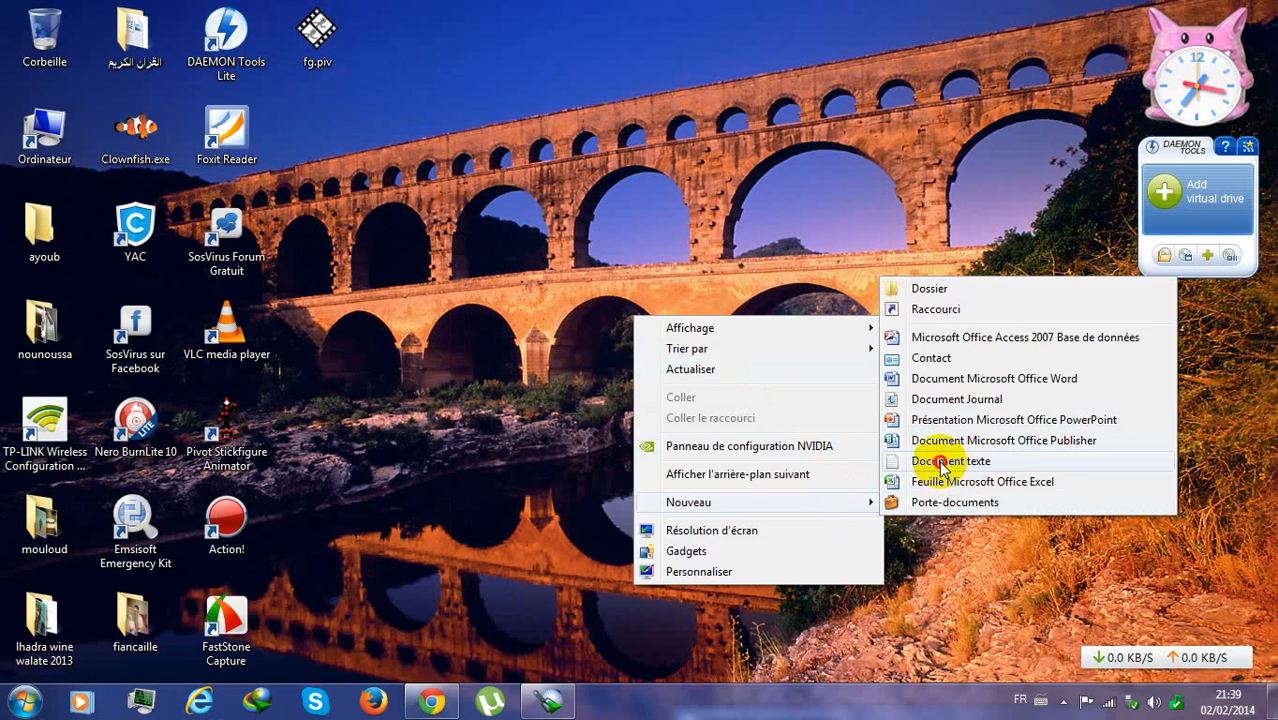 Corbeille
القرآن الكريم
DAEMON Tools
Lite
fg.piv
Ordinateur
Clownfish.exe
Foxit Reader
ayoub
YAC
SosVirus Forum
Gratuit
nounoussa
SosVirus sur
Facebook
VLC media player
TP-LINK Wireless
Configuration ...
Nero BurnLite 10
Pivot Stickfigure
Animator
mouloud
Emsisoft
Emergency Kit
Action!
lhadra wine
walate 2013
fiancaille
FastStone
Capture
12
DAEMON
TOOLS
?
Add
virtual drive
Affichage
Trier par
Actualiser
Coller
Coller le raccourci
Panneau de configuration NVIDIA
Afficher l'arrière-plan suivant
Nouveau
Résolution d'écran
Gadgets
Personnaliser
Dossier
Raccourci
Microsoft Office Access 2007 Base de données
Contact
Document Microsoft Office Word
Document Journal
Présentation Microsoft Office PowerPoint
Document Microsoft Office Publisher
Document texte
Feuille Microsoft Office Excel
Porte-documents
0.0 KB/S
0.0 KB/S
FR
21:39
02/02/2014